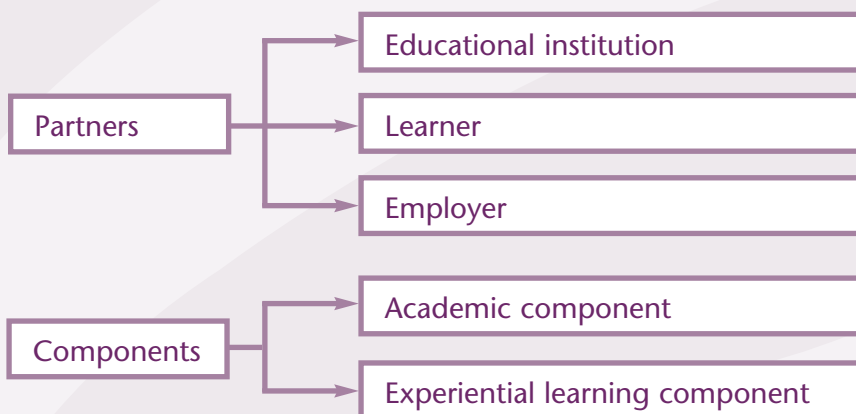 Educational institution
Partners
Learner
Employer
Academic component
Components
Experiential learning component